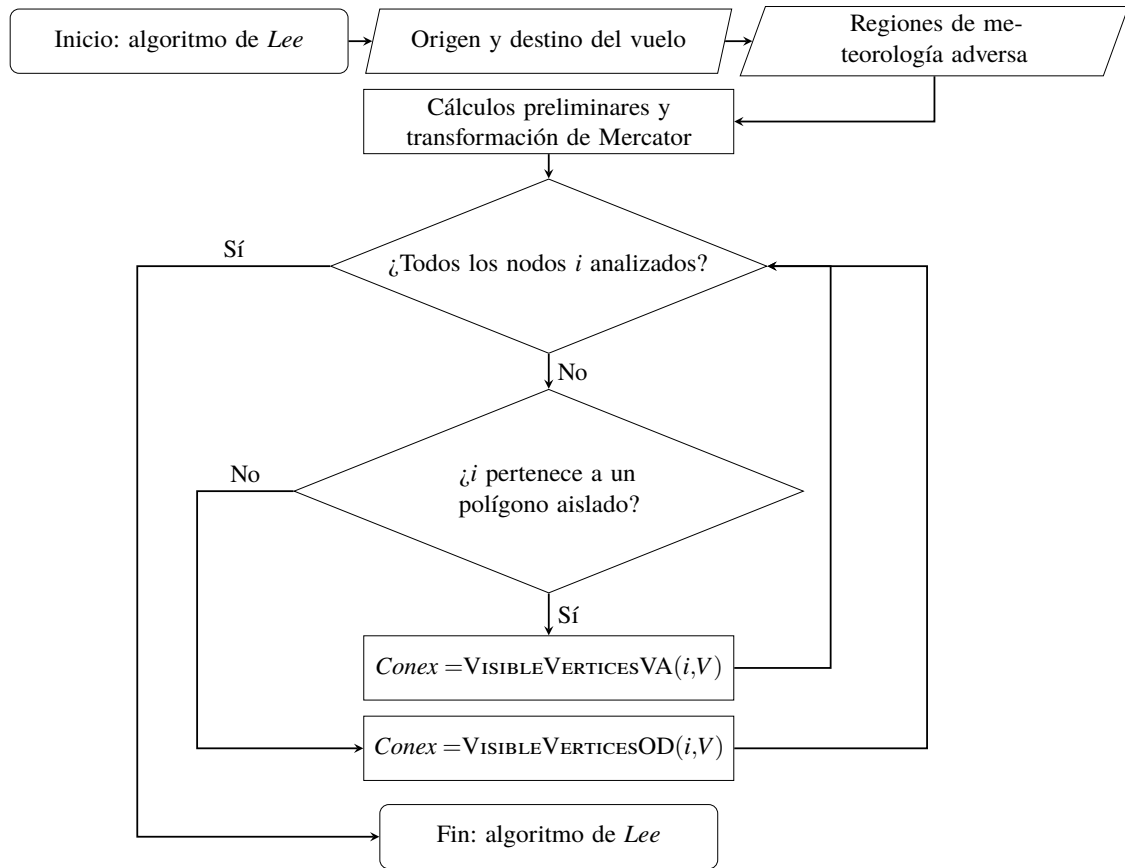 Inicio: algoritmo de Lee
Origen y destino del vuelo
Regiones de me-
teorología adversa
Cálculos preliminares y
transformación de Mercator
Sí
¿Todos los nodos i analizados?
No
No
¿i pertenece a un
polígono aislado?
Sí
Conex =VISIBLEVERTICESVA(i,V)
Conex =VISIBLEVERTICESOD(i,V)
Fin: algoritmo de Lee